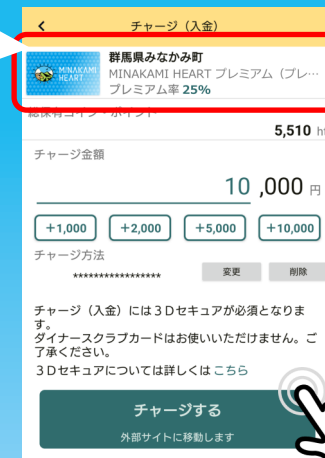 チャージ（入金）
群馬県みなかみ町
MINAKAMI HEART
MINAKAMI HEART プレミアム（プレ…
プレミアム率 25%
総保有コイン・ポイント
5,510
チャージ金額
10 ,000 円
+1,000 +2,000 +5,000 +10,000
チャージ方法
***************** 変更 削除
チャージ（入金）には３Ｄセキュアが必須となりま
す。
ダイナースクラブカードはお使いいただけません。ご
了承ください。
３Ｄセキュアについては詳しくは こちら
チャージする
外部サイトに移動します